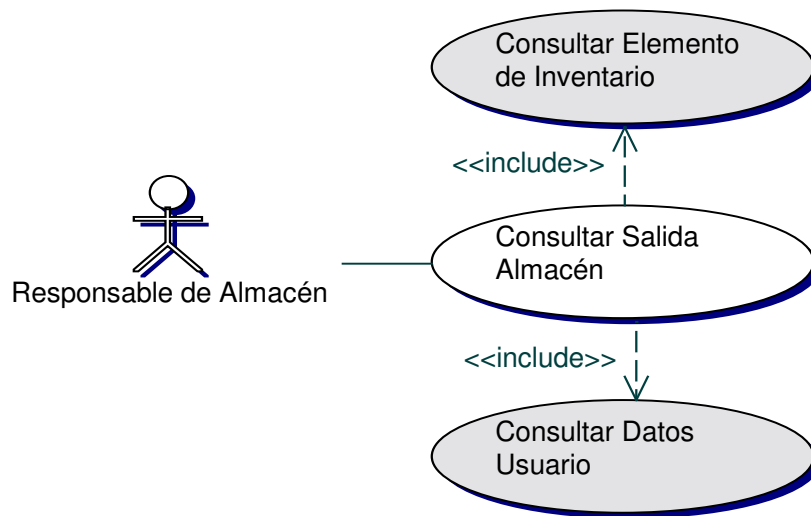 Consultar Elemento
de Inventario
<<include>>
Consultar Salida
Almacén
Responsable de Almacén
<<include>>
Consultar Datos
Usuario